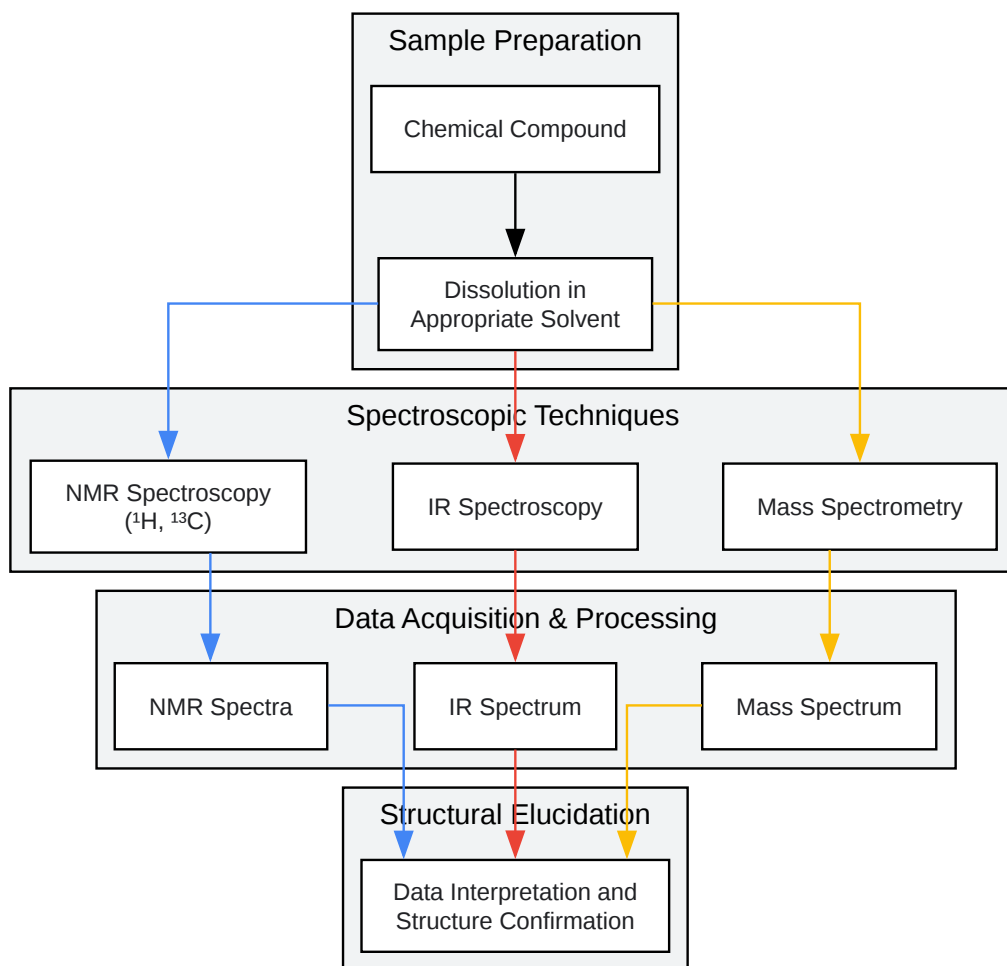 Sample Preparation
Chemical Compound
Dissolution in
Appropriate Solvent
Spectroscopic Techniques
NMR Spectroscopy
(¹H, ¹³C)
IR Spectroscopy
Mass Spectrometry
Data Acquisition & Processing
NMR Spectra
IR Spectrum
Mass Spectrum
Structural Elucidation
Data Interpretation and
Structure Confirmation